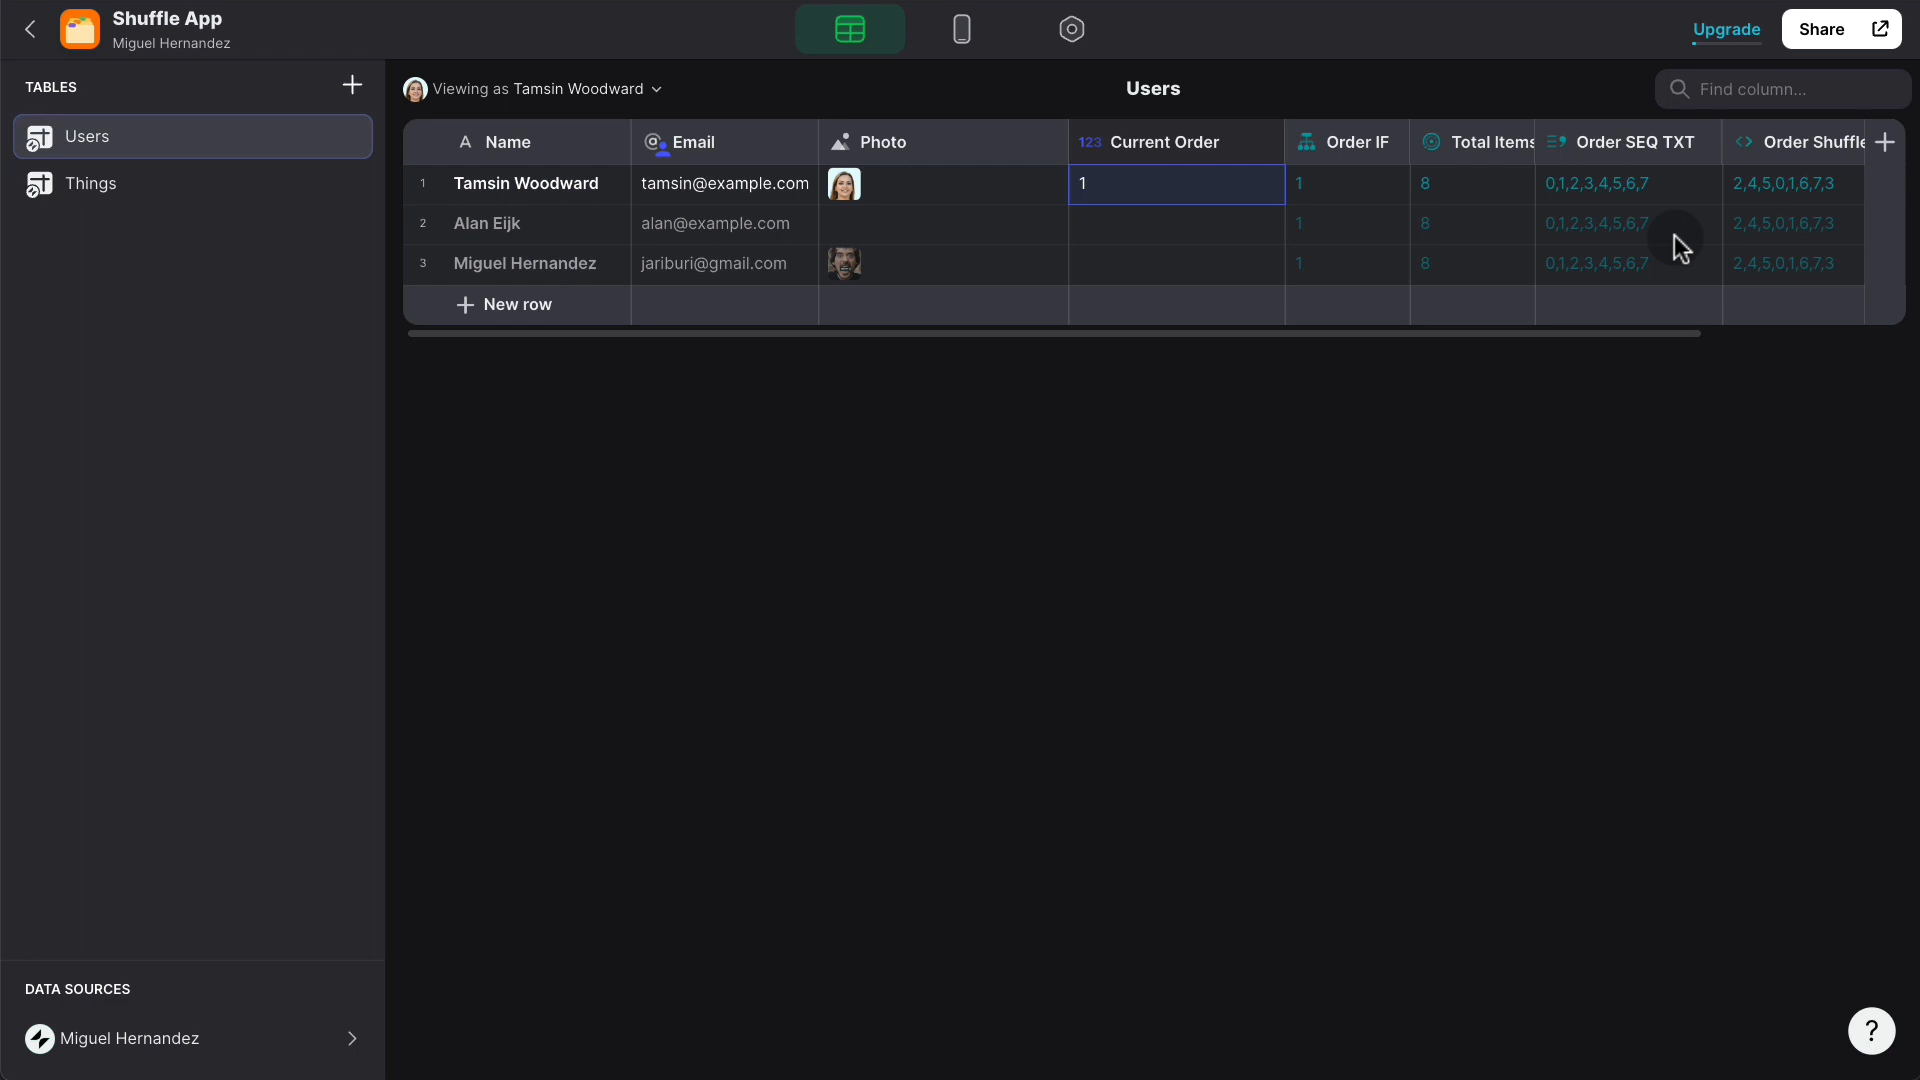 Shuffle App
Miguel Hernandez
Upgrade
Share
TABLES
Users
Things
Viewing as Tamsin Woodward
Users
Find column...
Name Email Photo 123 Current Order Order IF Total Items Order SEQ TXT Order Shuffle
1 Tamsin Woodward tamsin@example.com 1 1 8 0,1,2,3,4,5,6,7 2,4,5,0,1,6,7,3
2 Alan Eijk alan@example.com 1 8 0,1,2,3,4,5,6,7 2,4,5,0,1,6,7,3
3 Miguel Hernandez jariburi@gmail.com 1 8 0,1,2,3,4,5,6,7 2,4,5,0,1,6,7,3
New row
DATA SOURCES
Miguel Hernandez
?